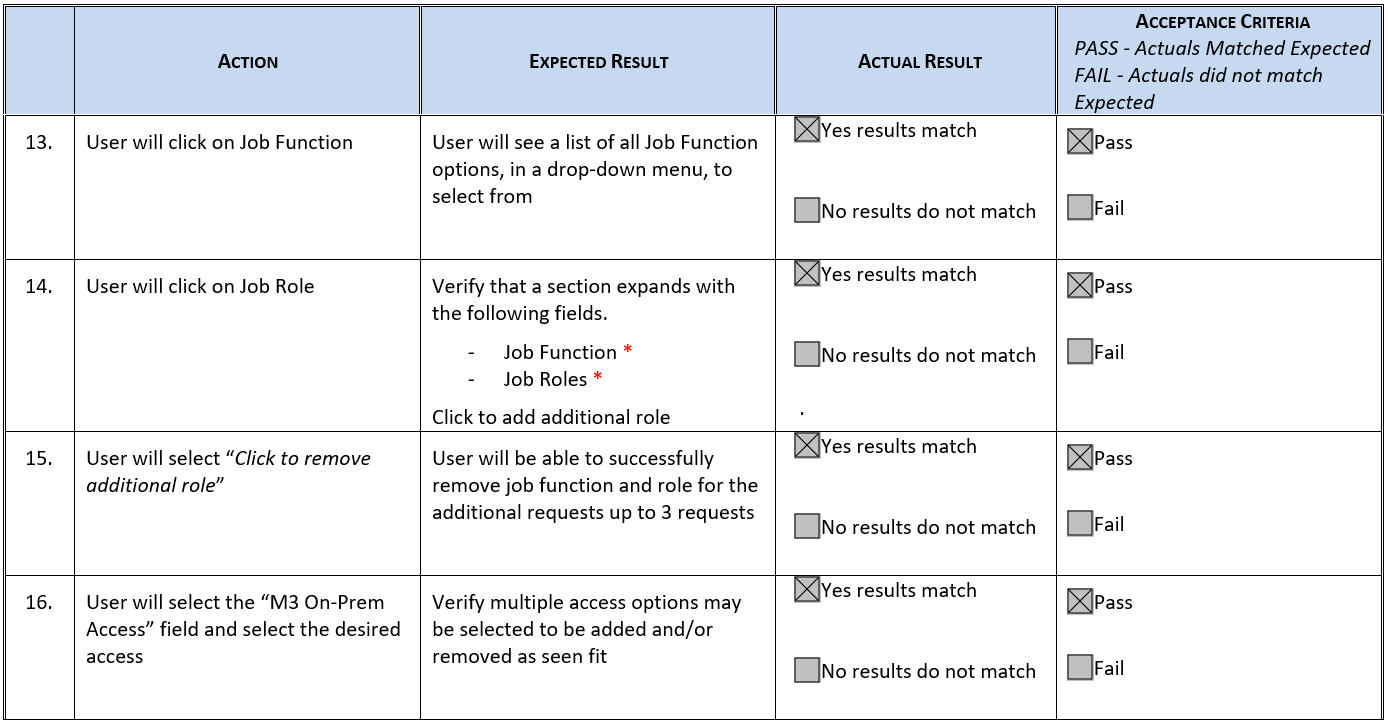 ACTION
EXPECTED RESULT
ACTUAL RESULT
ACCEPTANCE CRITERIA
PASS - Actuals Matched Expected
FAIL - Actuals did not match
Expected
13.
User will click on Job Function
User will see a list of all Job Function
options, in a drop-down menu, to
select from
Yes results match
No results do not match
Pass
Fail
14.
User will click on Job Role
Verify that a section expands with
the following fields.
- Job Function *
- Job Roles *
Click to add additional role
Yes results match
No results do not match
.
Pass
Fail
15.
User will select “Click to remove
additional role”
User will be able to successfully
remove job function and role for the
additional requests up to 3 requests
Yes results match
No results do not match
Pass
Fail
16.
User will select the “M3 On-Prem
Access” field and select the desired
access
Verify multiple access options may
be selected to be added and/or
removed as seen fit
Yes results match
No results do not match
Pass
Fail